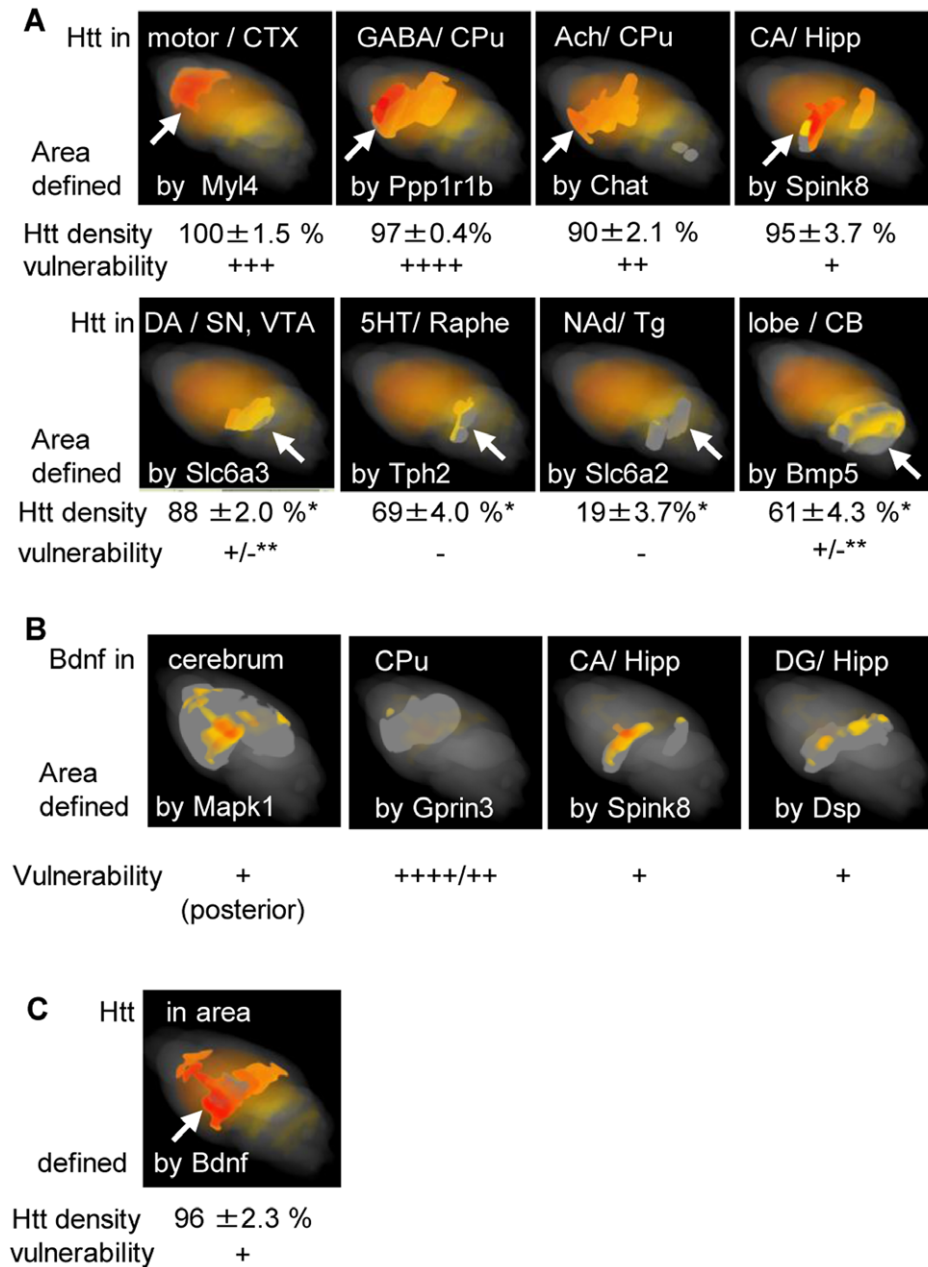 A
Htt in motor / CTX GABA/ CPu Ach/ CPu CA/ Hipp
Area
defined by Myl4 by Ppp1r1b by Chat by Spink8
Htt density 100±1.5 % 97±0.4% 90±2.1 % 95±3.7 %
vulnerability +++ ++++ ++ +
Htt in DA / SN, VTA 5HT/ Raphe NAd/ Tg lobe / CB
Area
defined by Slc6a3 by Tph2 by Slc6a2 by Bmp5
Htt density 88 ±2.0 %* 69±4.0 %* 19±3.7%* 61±4.3 %*
vulnerability +/-** - - +/-**
B
Bdnf in cerebrum CPu CA/ Hipp DG/ Hipp
Area
defined by Mapk1 by Gprin3 by Spink8 by Dsp
Vulnerability + ++++/++ + +
(posterior)
C
Htt in area
defined by Bdnf
Htt density 96 ±2.3 %
vulnerability +